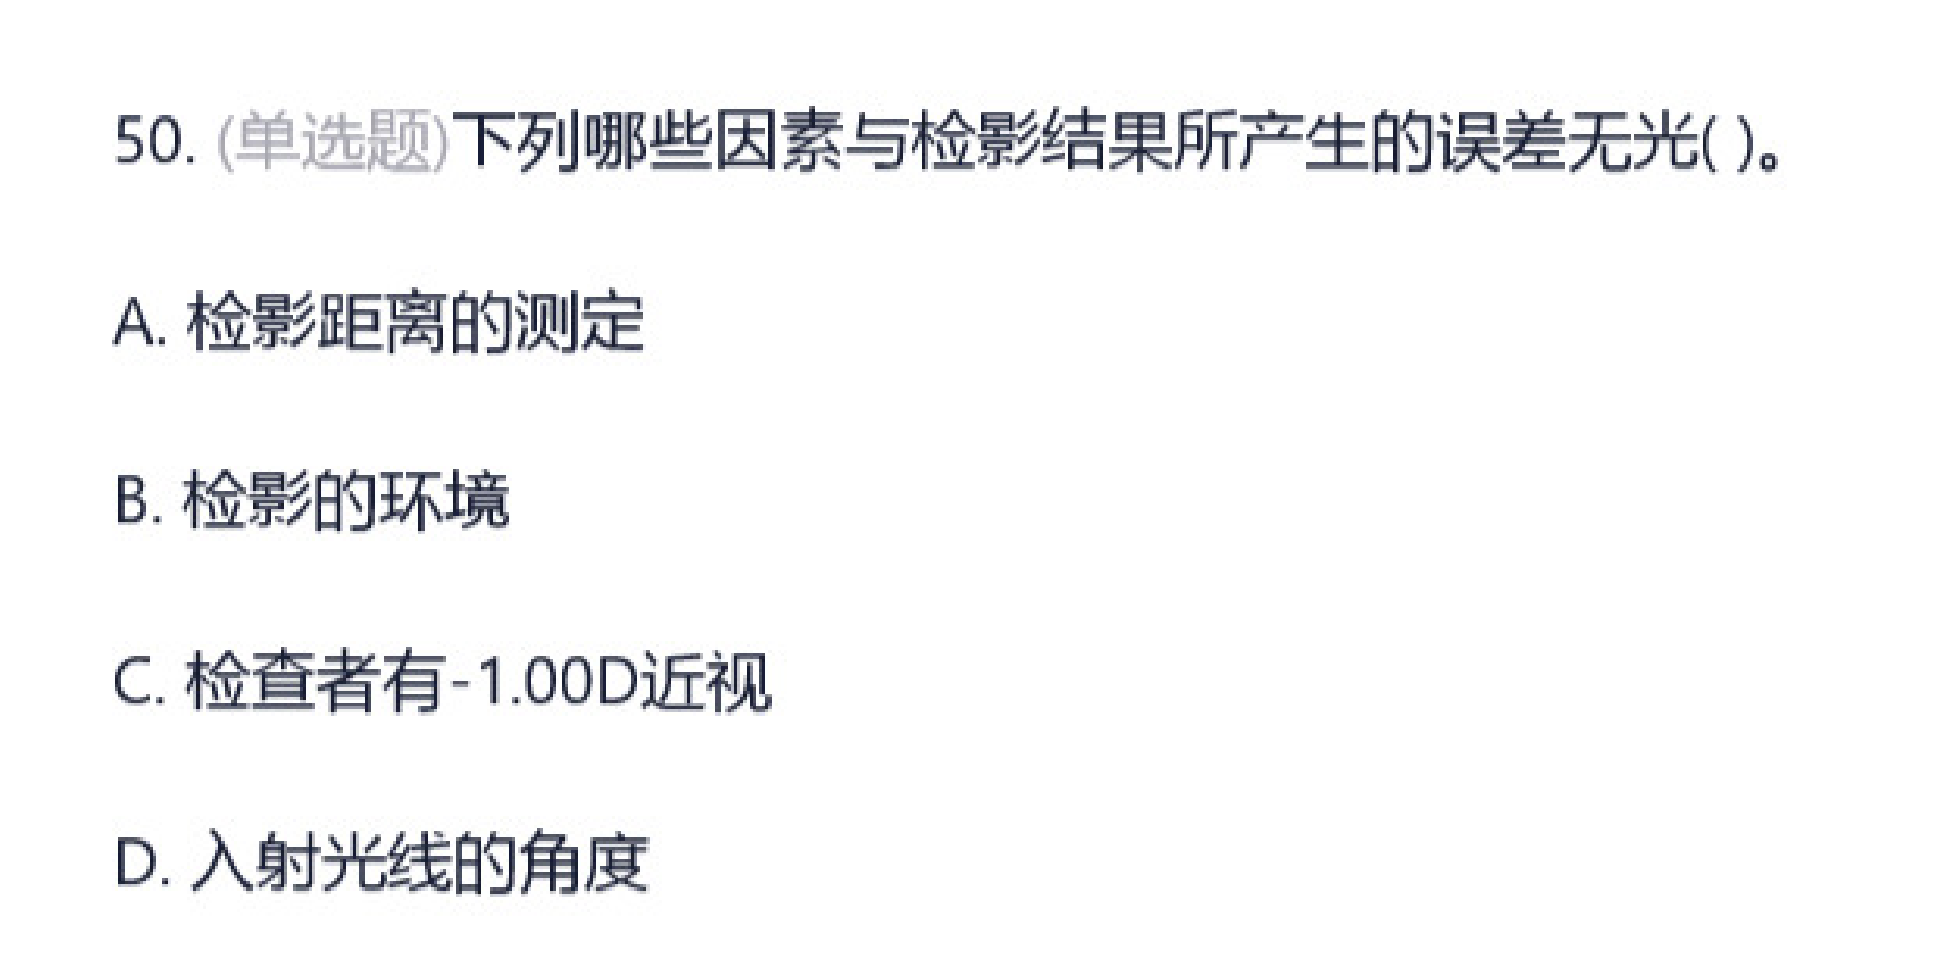 50. (单选题)下列哪些因素与检影结果所产生的误差无光( )。
A. 检影距离的测定
B. 检影的环境
C. 检查者有-1.00D近视
D. 入射光线的角度